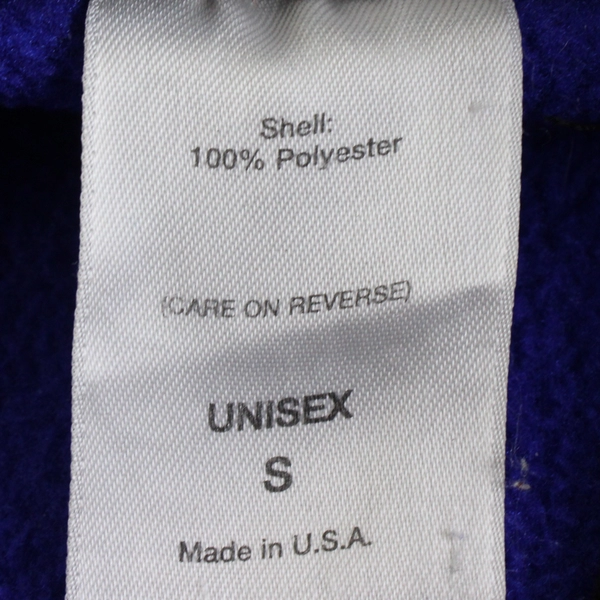 Shell:
100% Polyester
(CARE ON REVERSE)
UNISEX
S
Made in U.S.A.